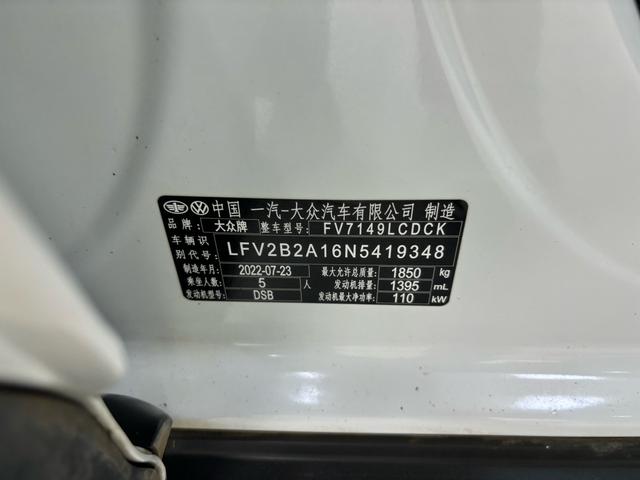 中国 一汽-大众汽车有限公司 制造
品牌: 大众牌 整车型号: FV7149LCDCK
车辆识别代号: LFV2B2A16N5419348
制造年月: 2022-07-23 最大允许总质量: 1850 kg
乘坐人数: 5 人 发动机排量: 1395 mL
发动机型号: DSB 发动机最大净功率: 110 kW